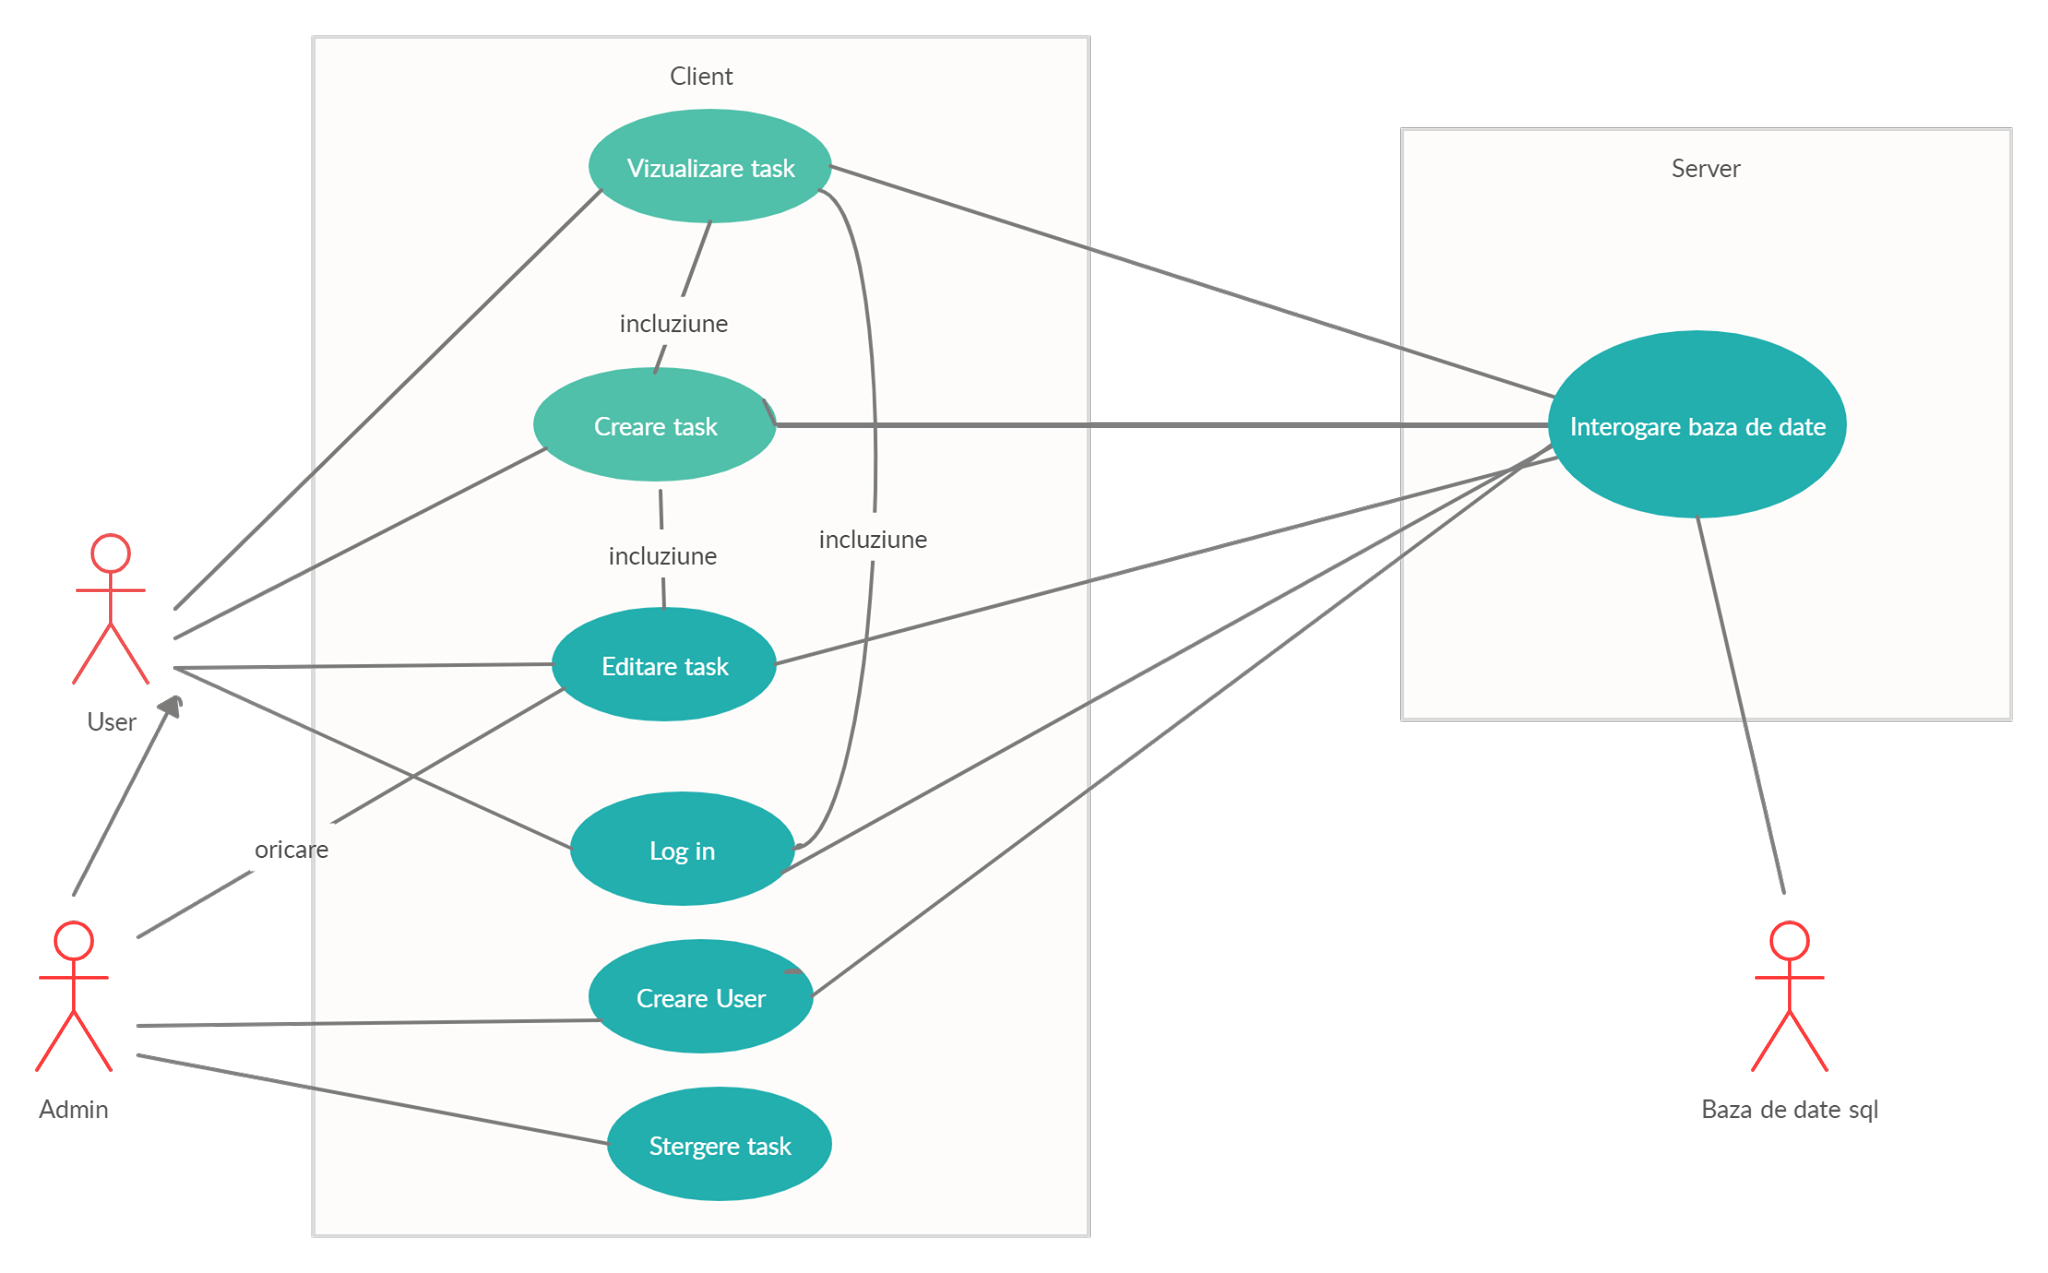 Client
Vizualizare task
Server
incluziune
Creare task
Interogare baza de date
incluziune
incluziune
Editare task
User
oricare
Log in
Creare User
Admin
Baza de date sql
Stergere task